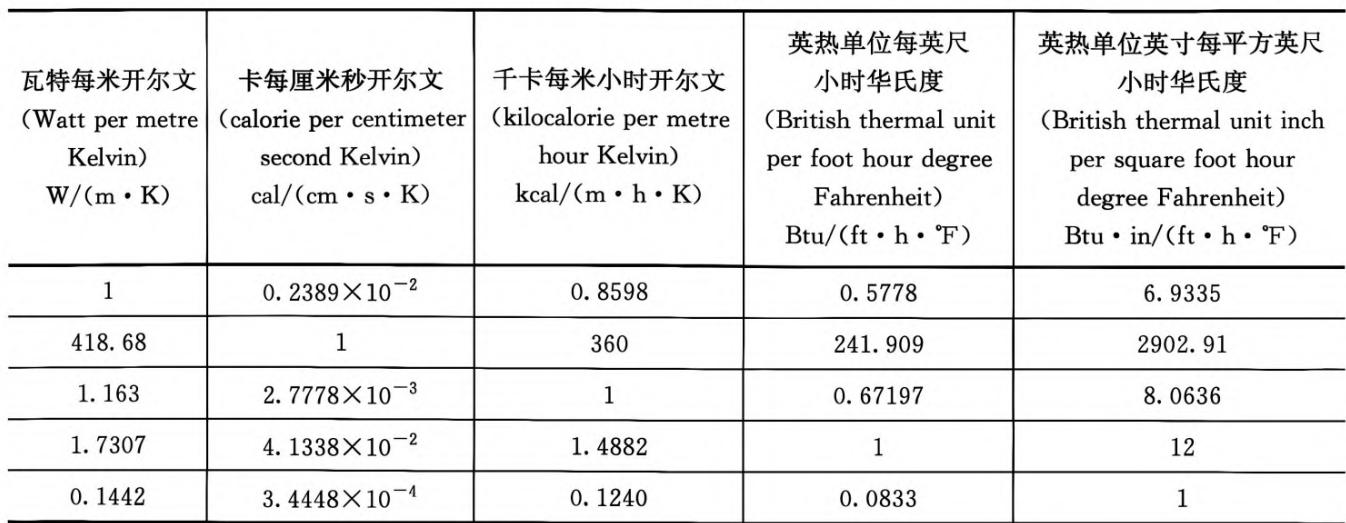 瓦特每米开尔文
(Watt per metre
Kelvin)
W/(m·K)
卡每厘米秒开尔文
(calorie per centimeter
second Kelvin)
cal/(cm·s·K)
千卡每米小时开尔文
(kilocalorie per metre
hour Kelvin)
kcal/(m·h·K)
英热单位每英尺
小时华氏度
(British thermal unit
per foot hour degree
Fahrenheit)
Btu/(ft·h·℉)
英热单位英寸每平方英尺
小时华氏度
(British thermal unit inch
per square foot hour
degree Fahrenheit)
Btu·in/(ft·h·℉)
1 0.2389×10⁻² 0.8598 0.5778 6.9335
418.68 1 360 241.909 2902.91
1.163 2.7778×10⁻³ 1 0.67197 8.0636
1.7307 4.1338×10⁻² 1.4882 1 12
0.1442 3.4448×10⁻⁴ 0.1240 0.0833 1